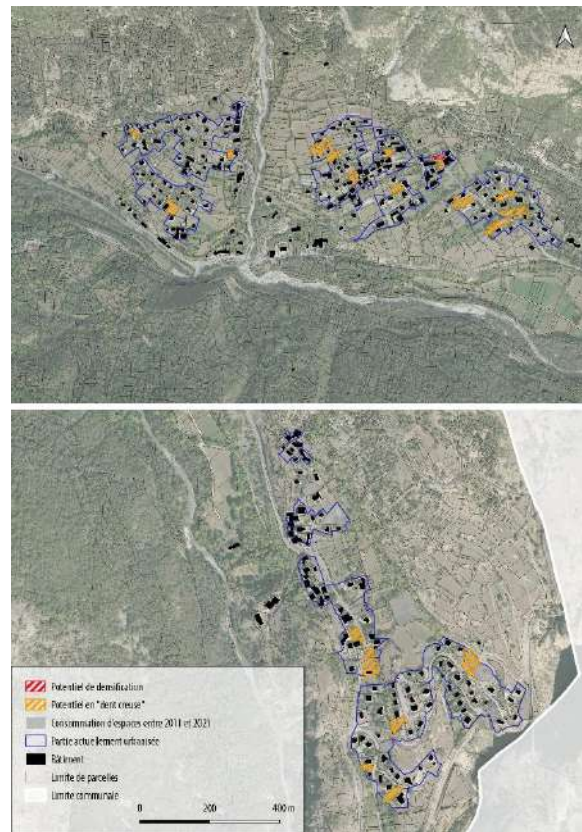 Potentiel de densification
Potentiel en "dent creuse"
Consommation d'espaces entre 2011 et 2021
Partie actuellement urbanisée
Bâtiment
Limite de parcelles
Limite communale
0 200 400 m